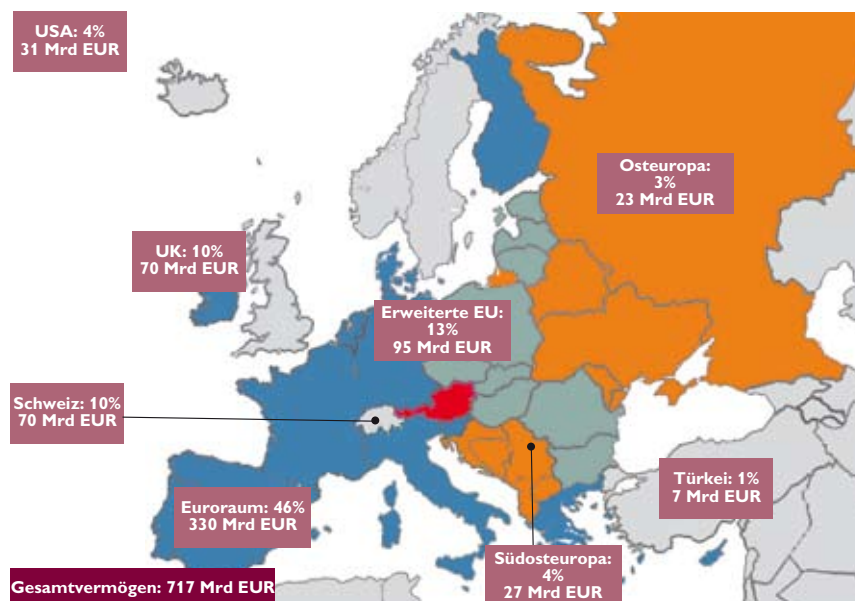 USA: 4%
31 Mrd EUR
Osteuropa:
3%
23 Mrd EUR
UK: 10%
70 Mrd EUR
Erweiterte EU:
13%
95 Mrd EUR
Schweiz: 10%
70 Mrd EUR
Türkei: 1%
7 Mrd EUR
Euroraum: 46%
330 Mrd EUR
Südosteuropa:
4%
27 Mrd EUR
Gesamtvermögen: 717 Mrd EUR